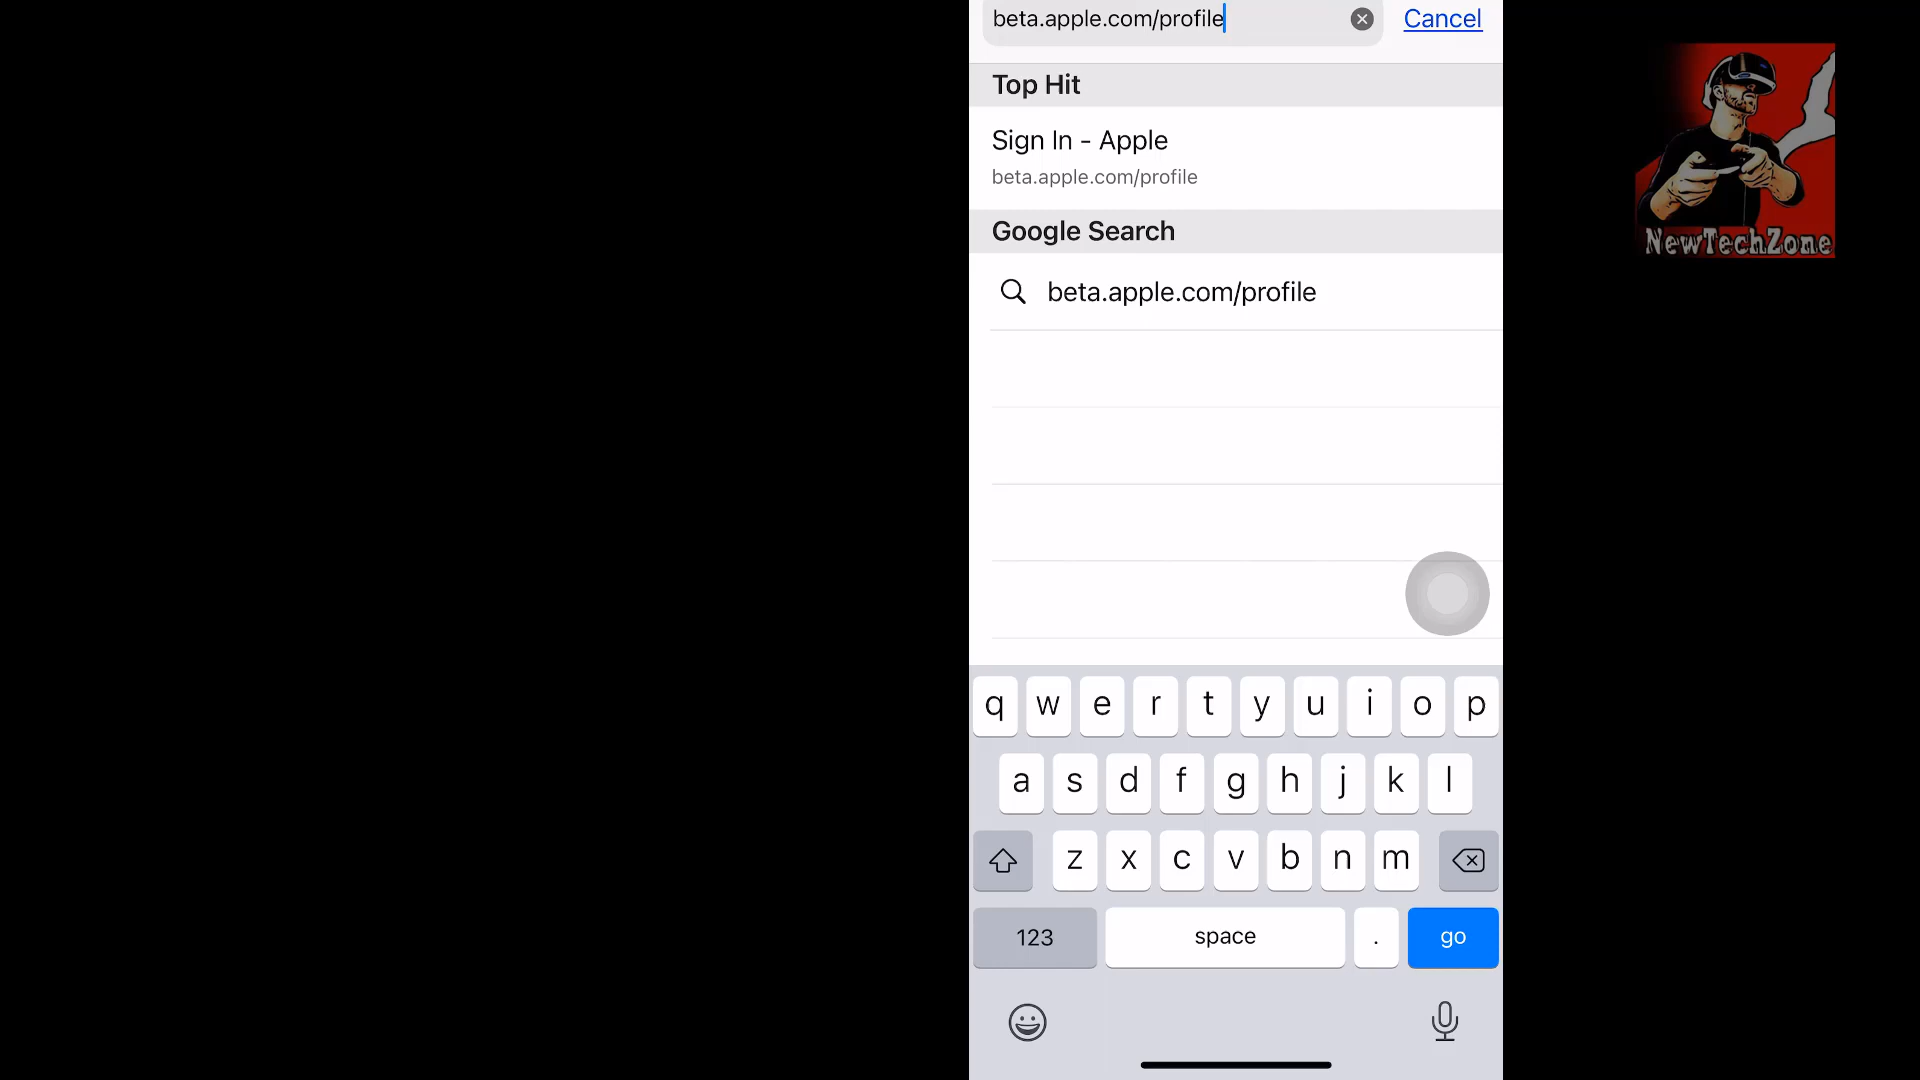 beta.apple.com/profile
Cancel
Top Hit
Sign In - Apple
beta.apple.com/profile
Google Search
beta.apple.com/profile
NewTechZone
q w e r t y u i o p
a s d f g h j k l
z x c v b n m
123 space . go